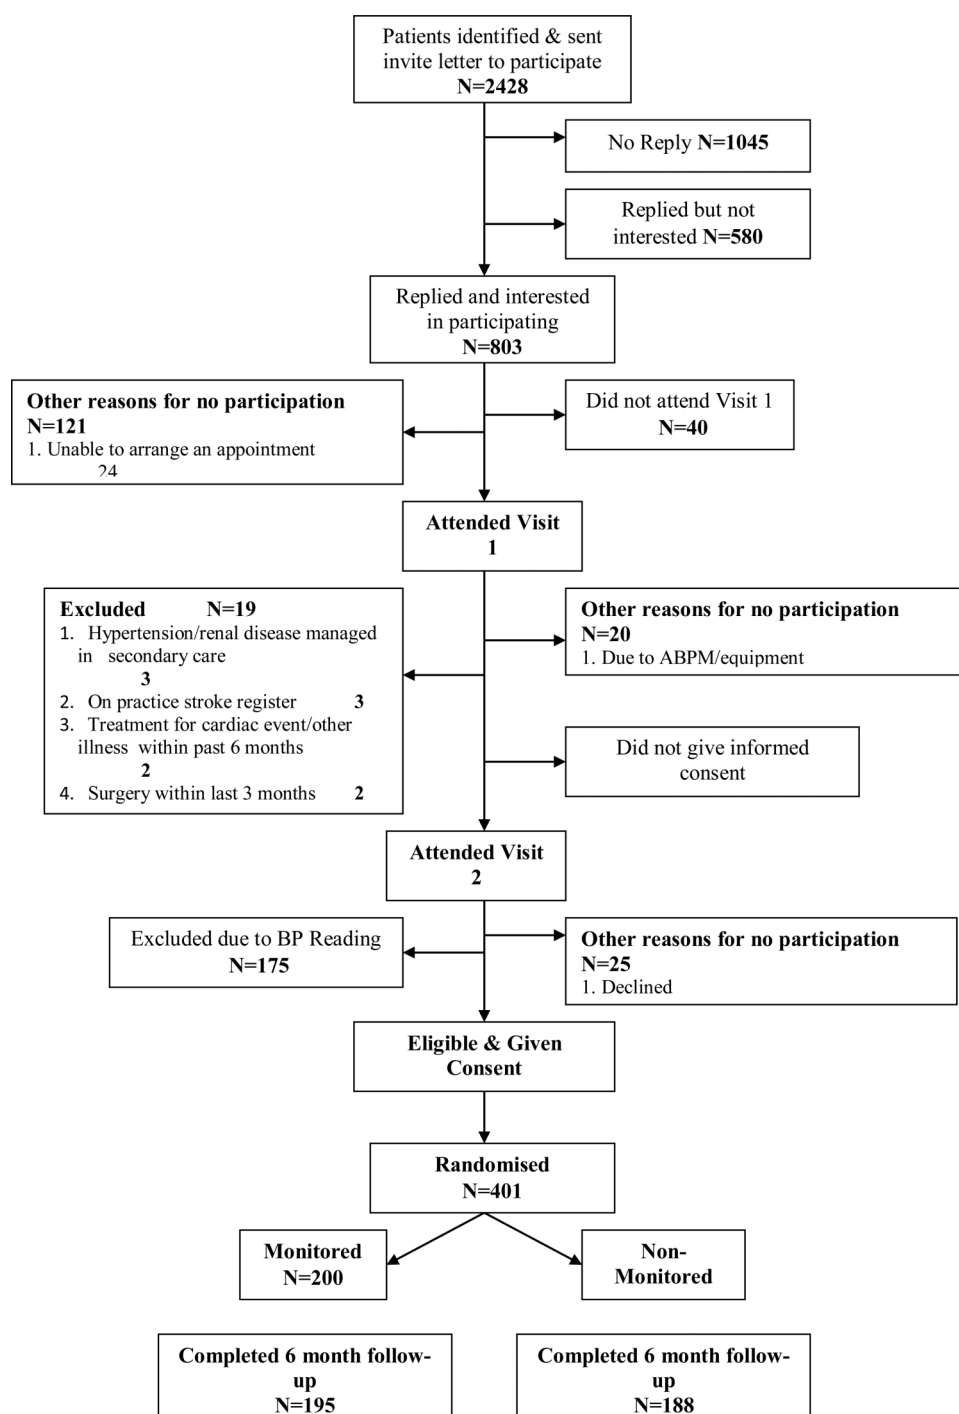 Patients identified & sent
invite letter to participate
N=2428
No Reply N=1045
Replied but not
interested N=580
Replied and interested
in participating
N=803
Other reasons for no participation
N=121
1. Unable to arrange an appointment
24
Did not attend Visit 1
N=40
Attended Visit
1
Excluded N=19
1. Hypertension/renal disease managed
in secondary care
3
2. On practice stroke register 3
3. Treatment for cardiac event/other
illness within past 6 months
2
4. Surgery within last 3 months 2
Other reasons for no participation
N=20
1. Due to ABPM/equipment
Did not give informed
consent
Attended Visit
2
Excluded due to BP Reading
N=175
Other reasons for no participation
N=25
1. Declined
Eligible & Given
Consent
Randomised
N=401
Monitored
N=200
Non-
Monitored
Completed 6 month follow-
up
N=195
Completed 6 month follow-
up
N=188